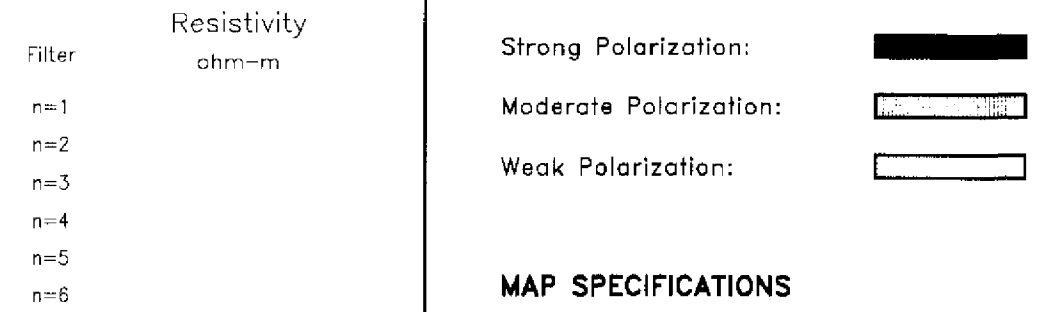 Resistivity
Filter
ohm-m
n=1
n=2
n=3
n=4
n=5
n=6
Strong Polarization:
Moderate Polarization:
Weak Polarization:
MAP SPECIFICATIONS